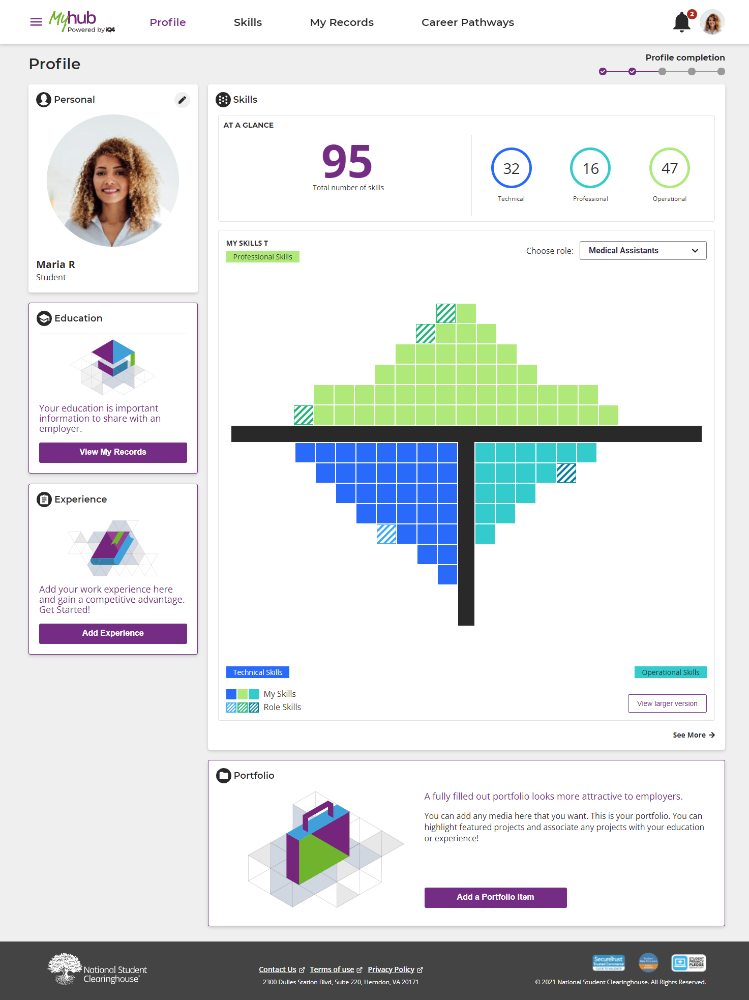 Myhub
Powered by iQ4
Profile
Skills
My Records
Career Pathways
2
Profile
Profile completion
Personal
Maria R
Student
Education
Your education is important
information to share with an
employer.
View My Records
Experience
Add your work experience here
and gain a competitive advantage.
Get Started!
Add Experience
Skills
AT A GLANCE
95
Total number of skills
32
Technical
16
Professional
47
Operational
MY SKILLS T
Professional Skills
Choose role:
Medical Assistants
Technical Skills
Operational Skills
My Skills
Role Skills
View larger version
See More
Portfolio
A fully filled out portfolio looks more attractive to employers.
You can add any media here that you want. This is your portfolio. You can
highlight featured projects and associate any projects with your education
or experience!
Add a Portfolio Item
National Student
Clearinghouse
Contact Us
Terms of use
Privacy Policy
2300 Dulles Station Blvd, Suite 220, Herndon, VA 20171
SecureTrust
Trusted Commerce
CLICK TO VALIDATE
STUDENT
PRIVACY
PLEDGE
SIGNATORY
© 2021 National Student Clearinghouse. All Rights Reserved.